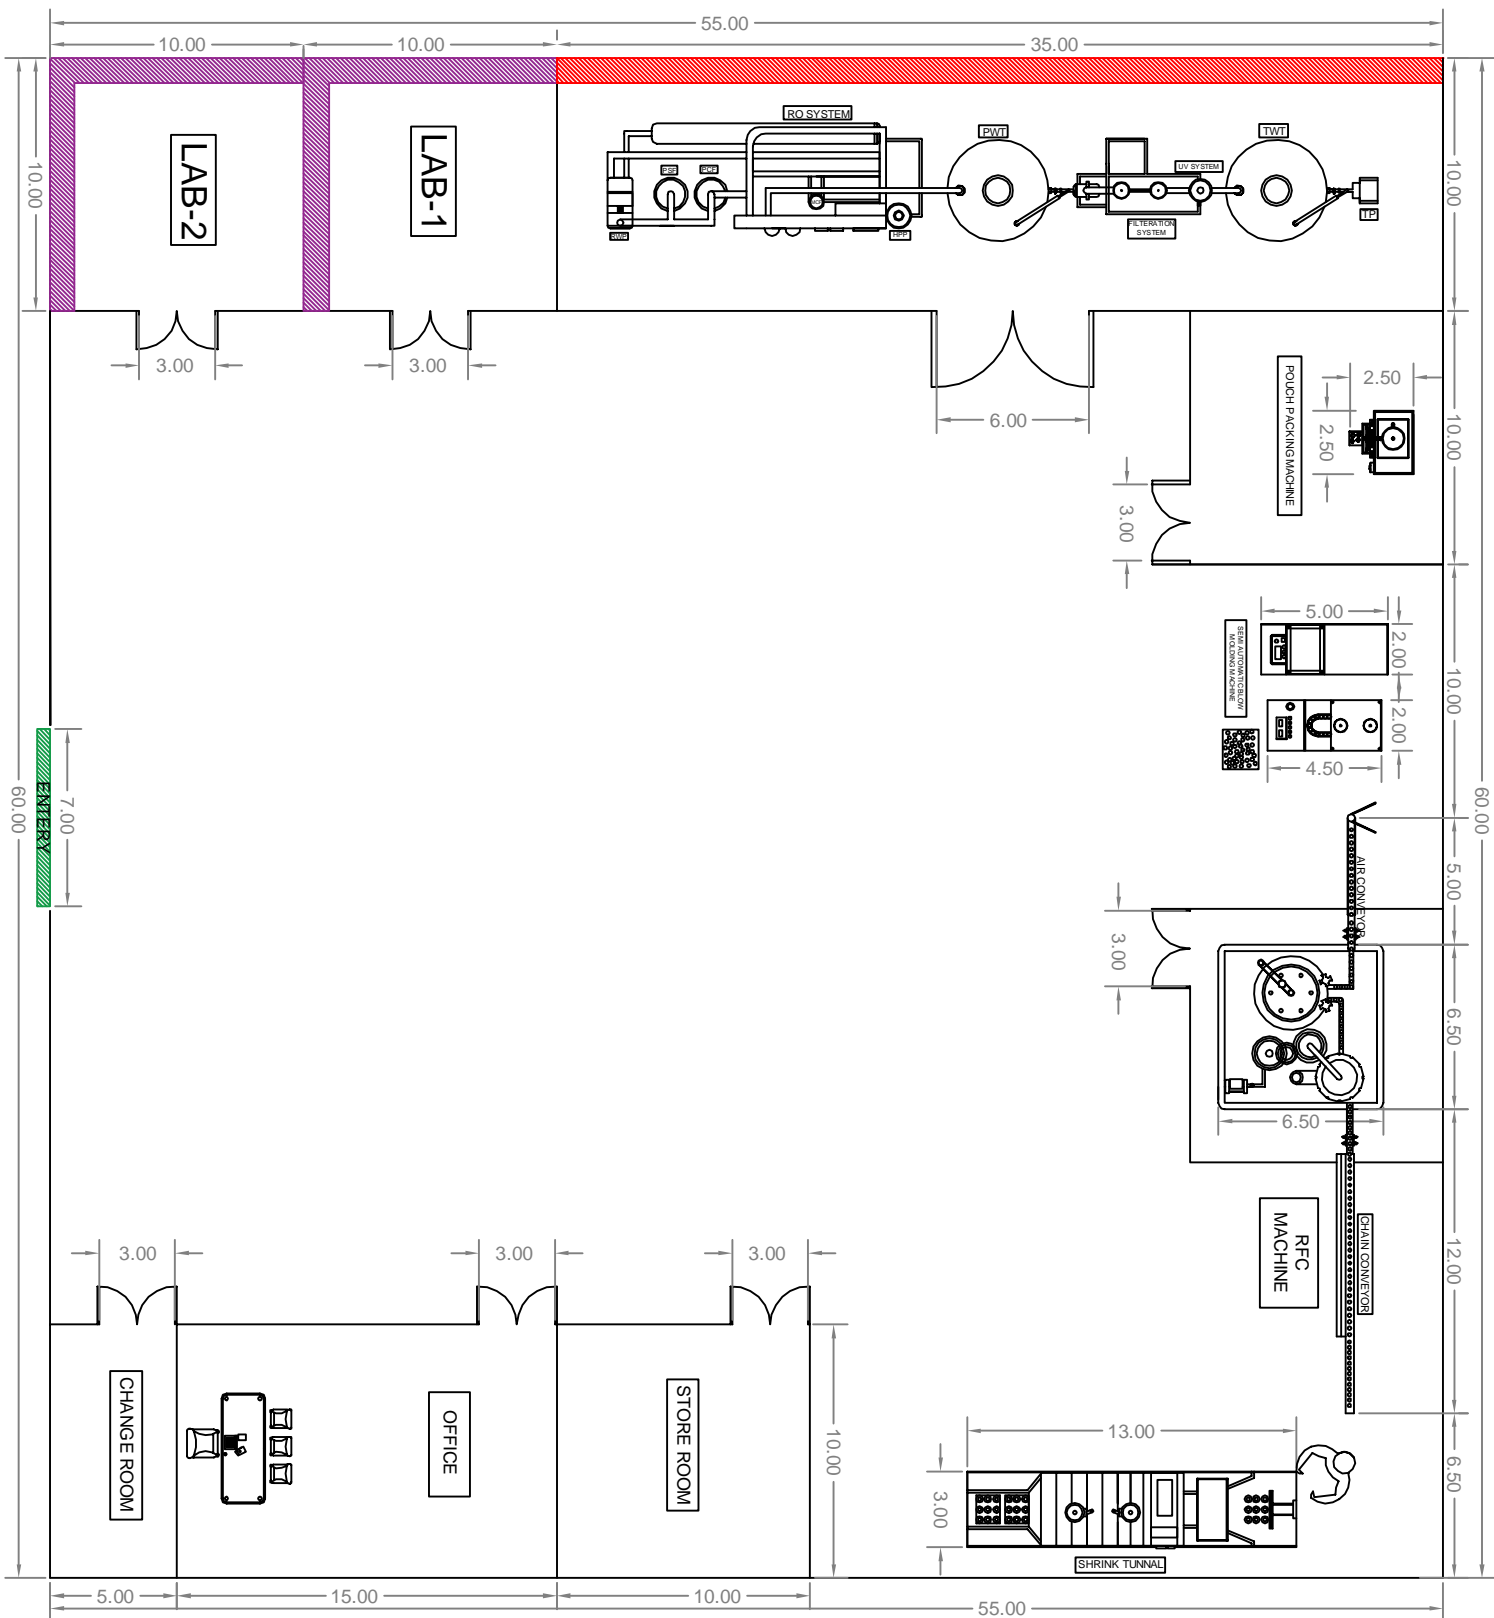 55.00
10.00
10.00
35.00
RO SYSTEM
PWT
TWT
UV SYSTEM
LAB-2
LAB-1
PSF
PCF
MCF
RWP
HPP
FILTERATION
SYSTEM
TP
10.00
10.00
3.00
3.00
6.00
POUCH PACKING MACHINE
2.50
2.50
10.00
3.00
5.00
2.00
SEMI AUTOMATIC BLOW
MOLDING MACHINE
2.00
4.50
10.00
ENTERY
7.00
60.00
60.00
AIR CONVEYOR
5.00
3.00
6.50
6.50
RFC
MACHINE
CHAIN CONVEYOR
12.00
3.00
3.00
3.00
CHANGE ROOM
OFFICE
STORE ROOM
10.00
13.00
3.00
6.50
SHRINK TUNNAL
5.00
15.00
10.00
55.00